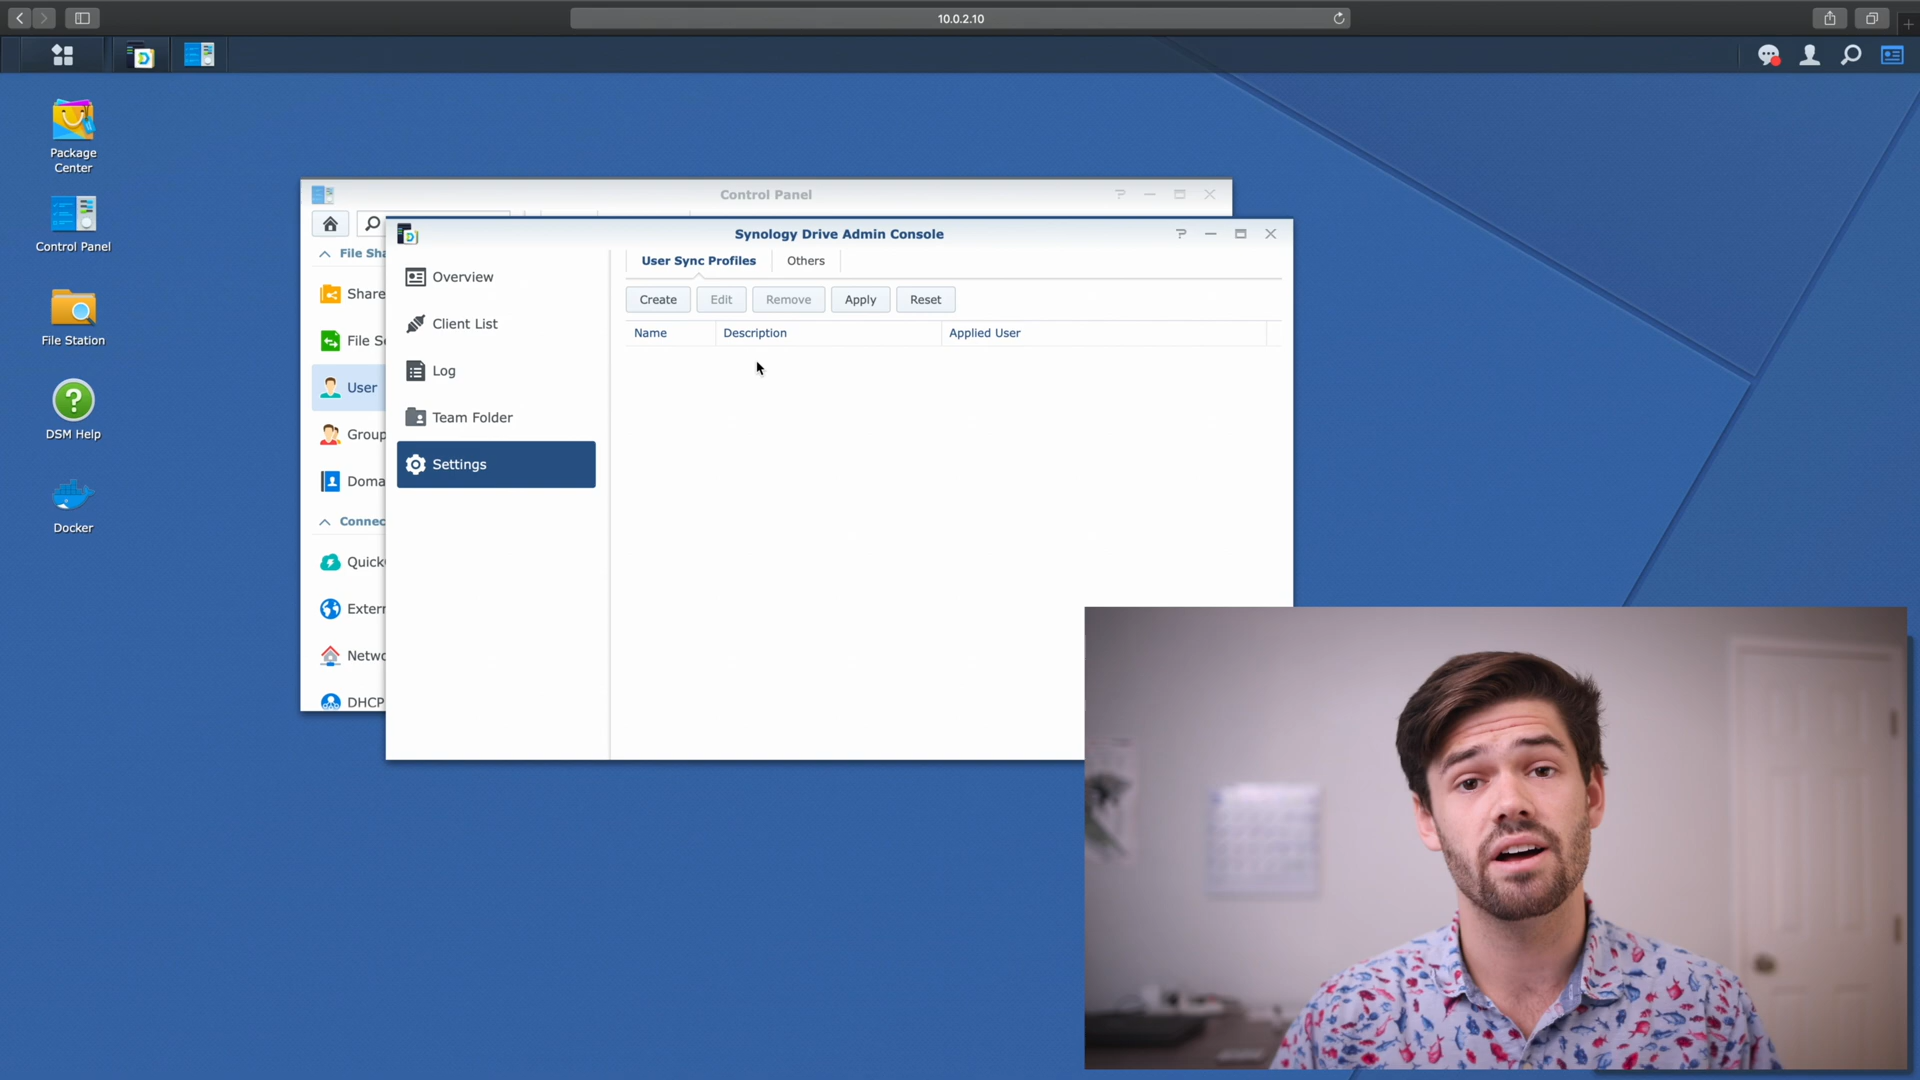 10.0.2.10
Package
Center
Control Panel
File Station
DSM Help
Docker
Control Panel
File Sha
Share
File Se
User
Group
Doma
Connec
Quick
Extern
Netwo
DHCP
Synology Drive Admin Console
Overview
Client List
Log
Team Folder
Settings
User Sync Profiles
Others
Create
Edit
Remove
Apply
Reset
Name
Description
Applied User